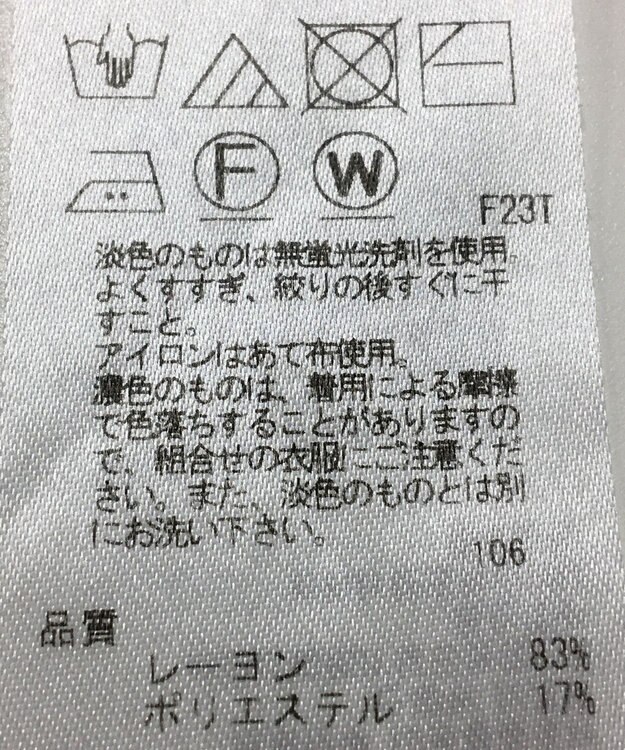 F
W
F23T
淡色のものは無蛍光洗剤を使用。
よくすすぎ、絞りの後すぐに干
すこと。
アイロンはあて布使用。
濃色のものは、着用による摩擦
で色落ちすることがありますの
で、組合せの衣服にご注意くだ
さい。また、淡色のものとは別
にお洗い下さい。
106
品質
レーヨン 83%
ポリエステル 17%